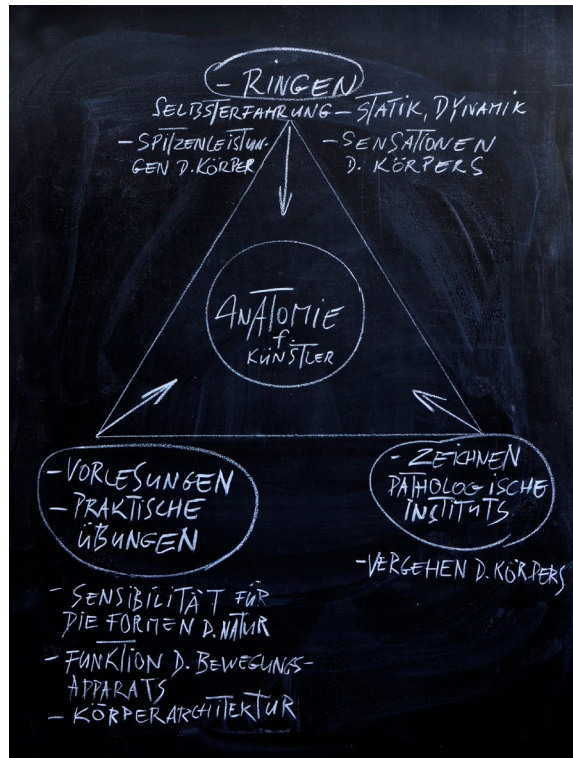 - RINGEN
SELBSTERFAHRUNG – STATIK, DYNAMIK
- SPITZENLEISTUN-
GEN D. KÖRPER
- SENSATIONEN
D. KÖRPERS
ANATOMIE
f.
KÜNSTLER
- VORLESUNGEN
- PRAKTISCHE
ÜBUNGEN
- ZEICHNEN
PATHOLOGISCHE
INSTITUTS
- VERGEHEN D. KÖRPERS
- SENSIBILITÄT FÜR
DIE FORMEN D. NATUR
- FUNKTION D. BEWEGUNGS-
APPARATS
- KÖRPERARCHITEKTUR